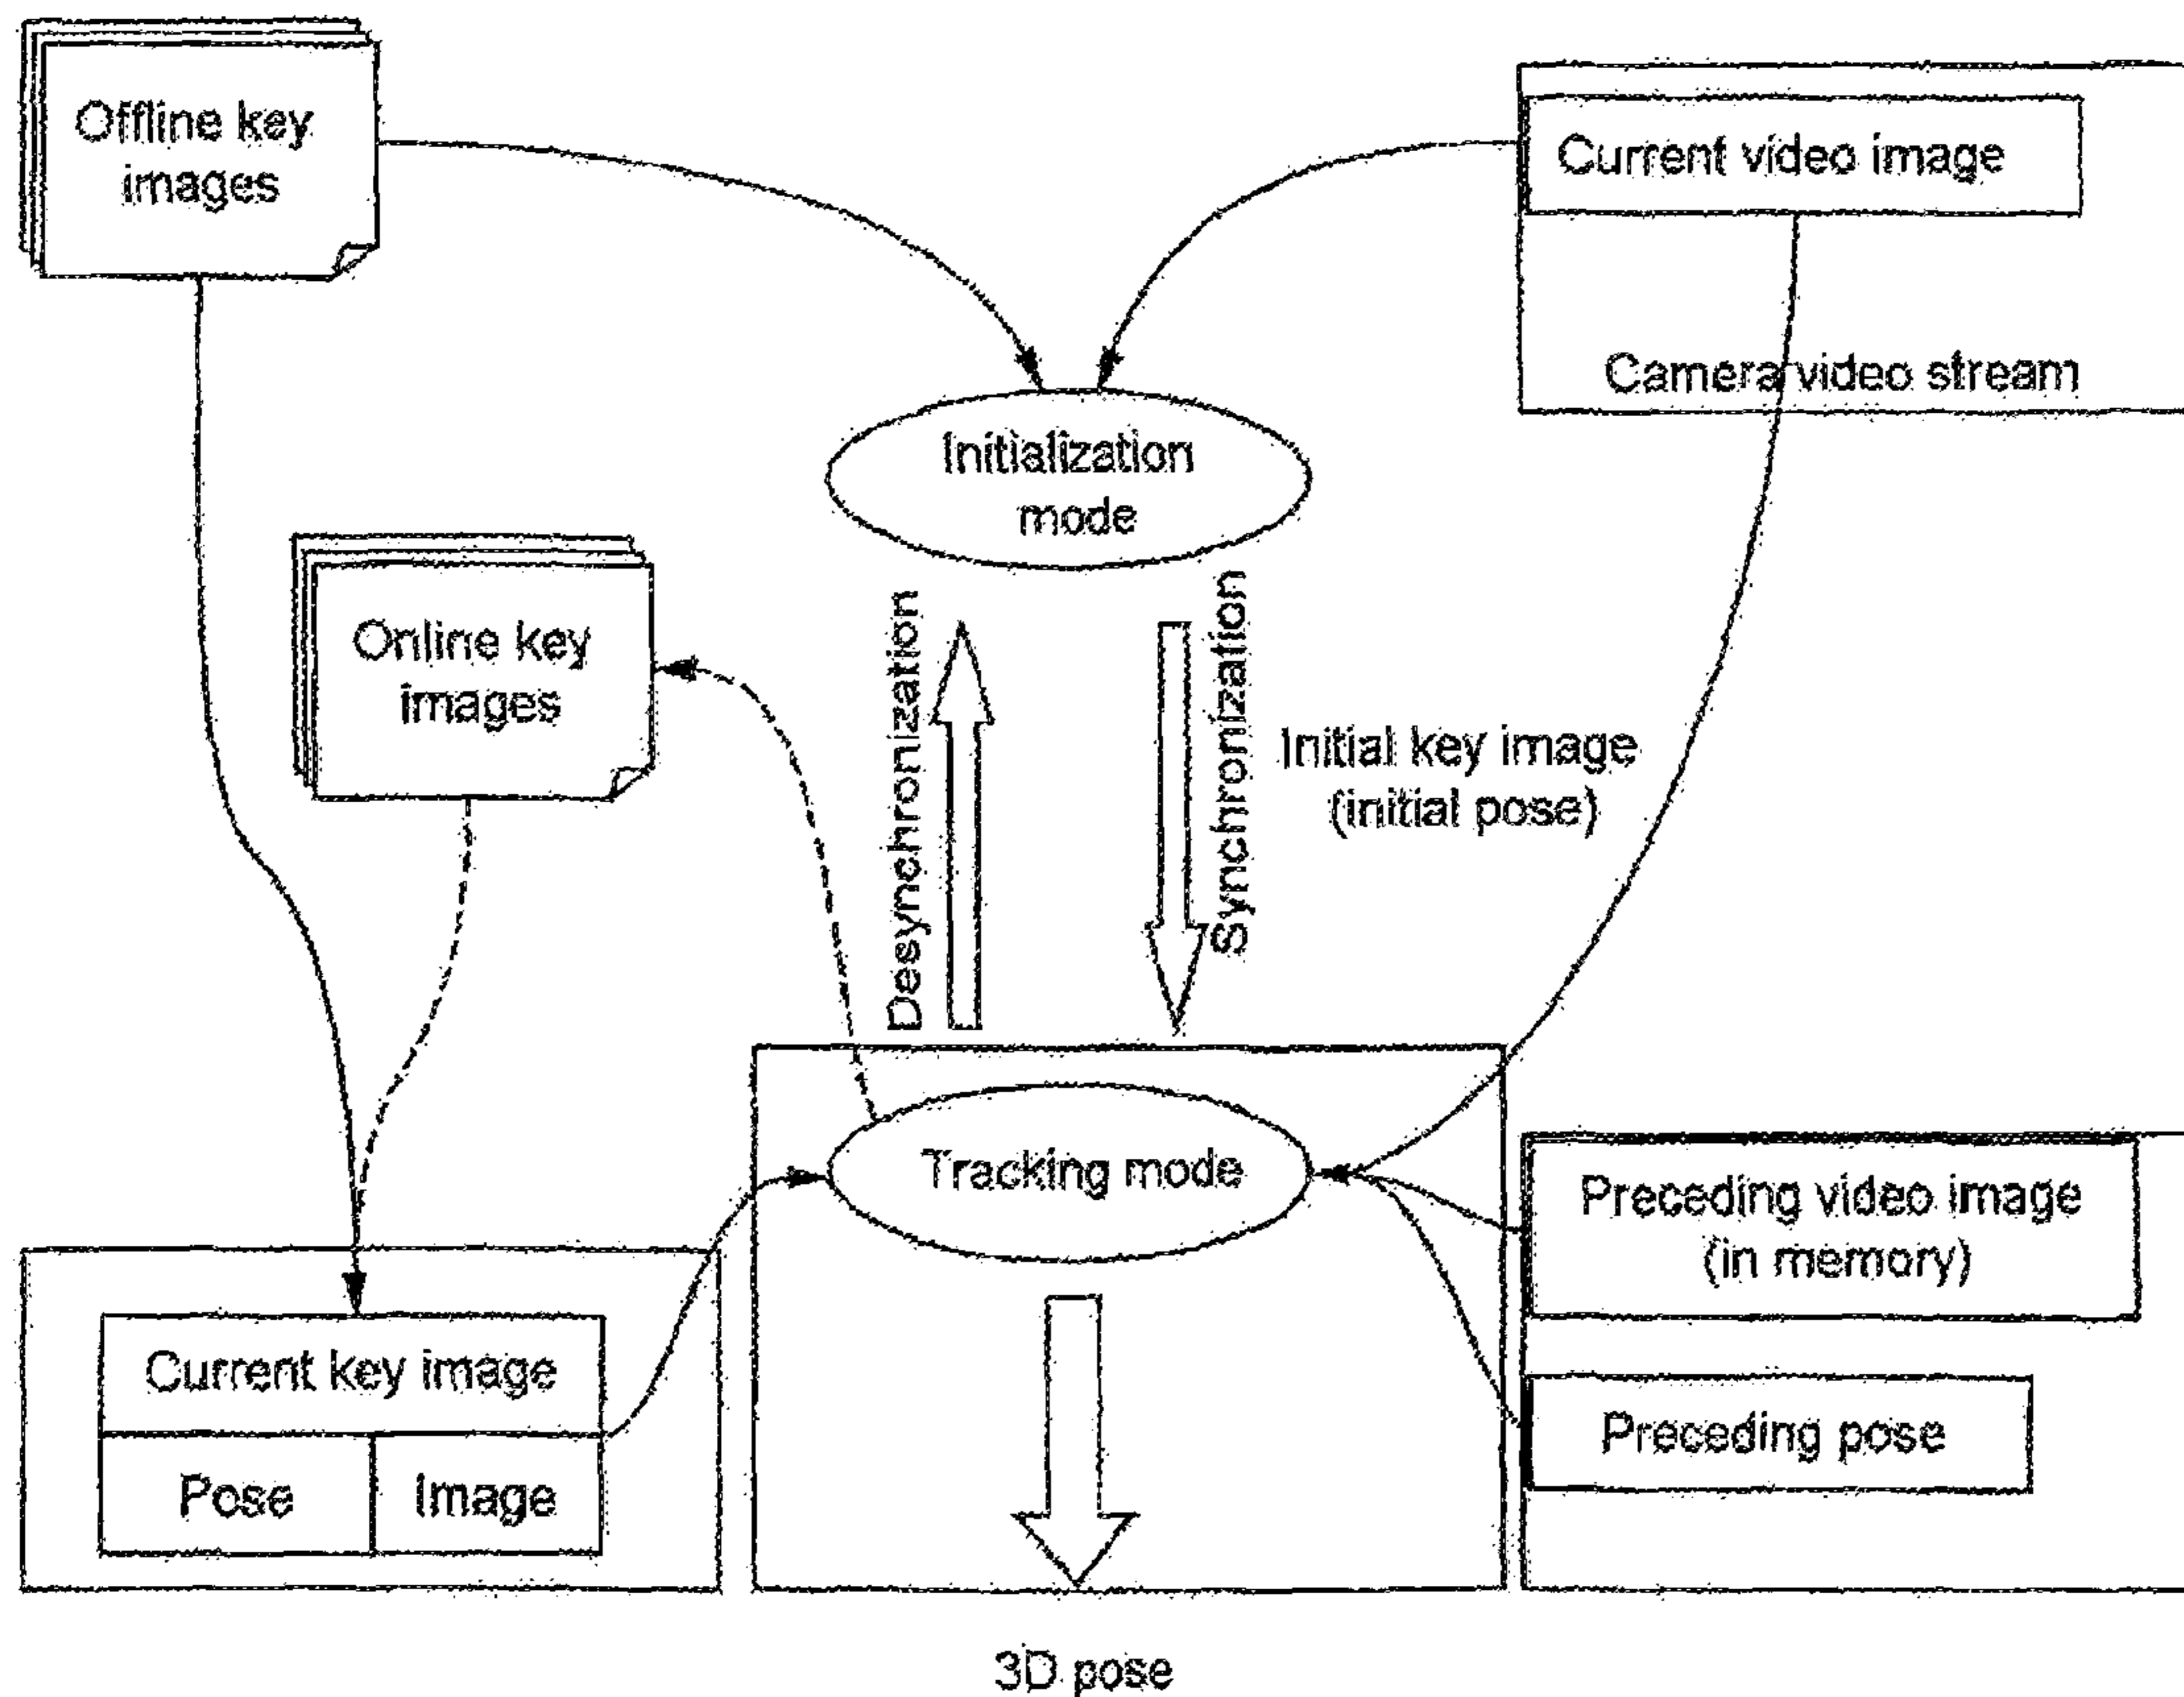 Offline key
images
Current video image
Camera video stream
Initialization
mode
Online key
images
Desynchronization
Synchronization
Initial key image
(initial pose)
Tracking mode
Preceding video image
(in memory)
Current key image
Pose
Image
Preceding pose
3D pose